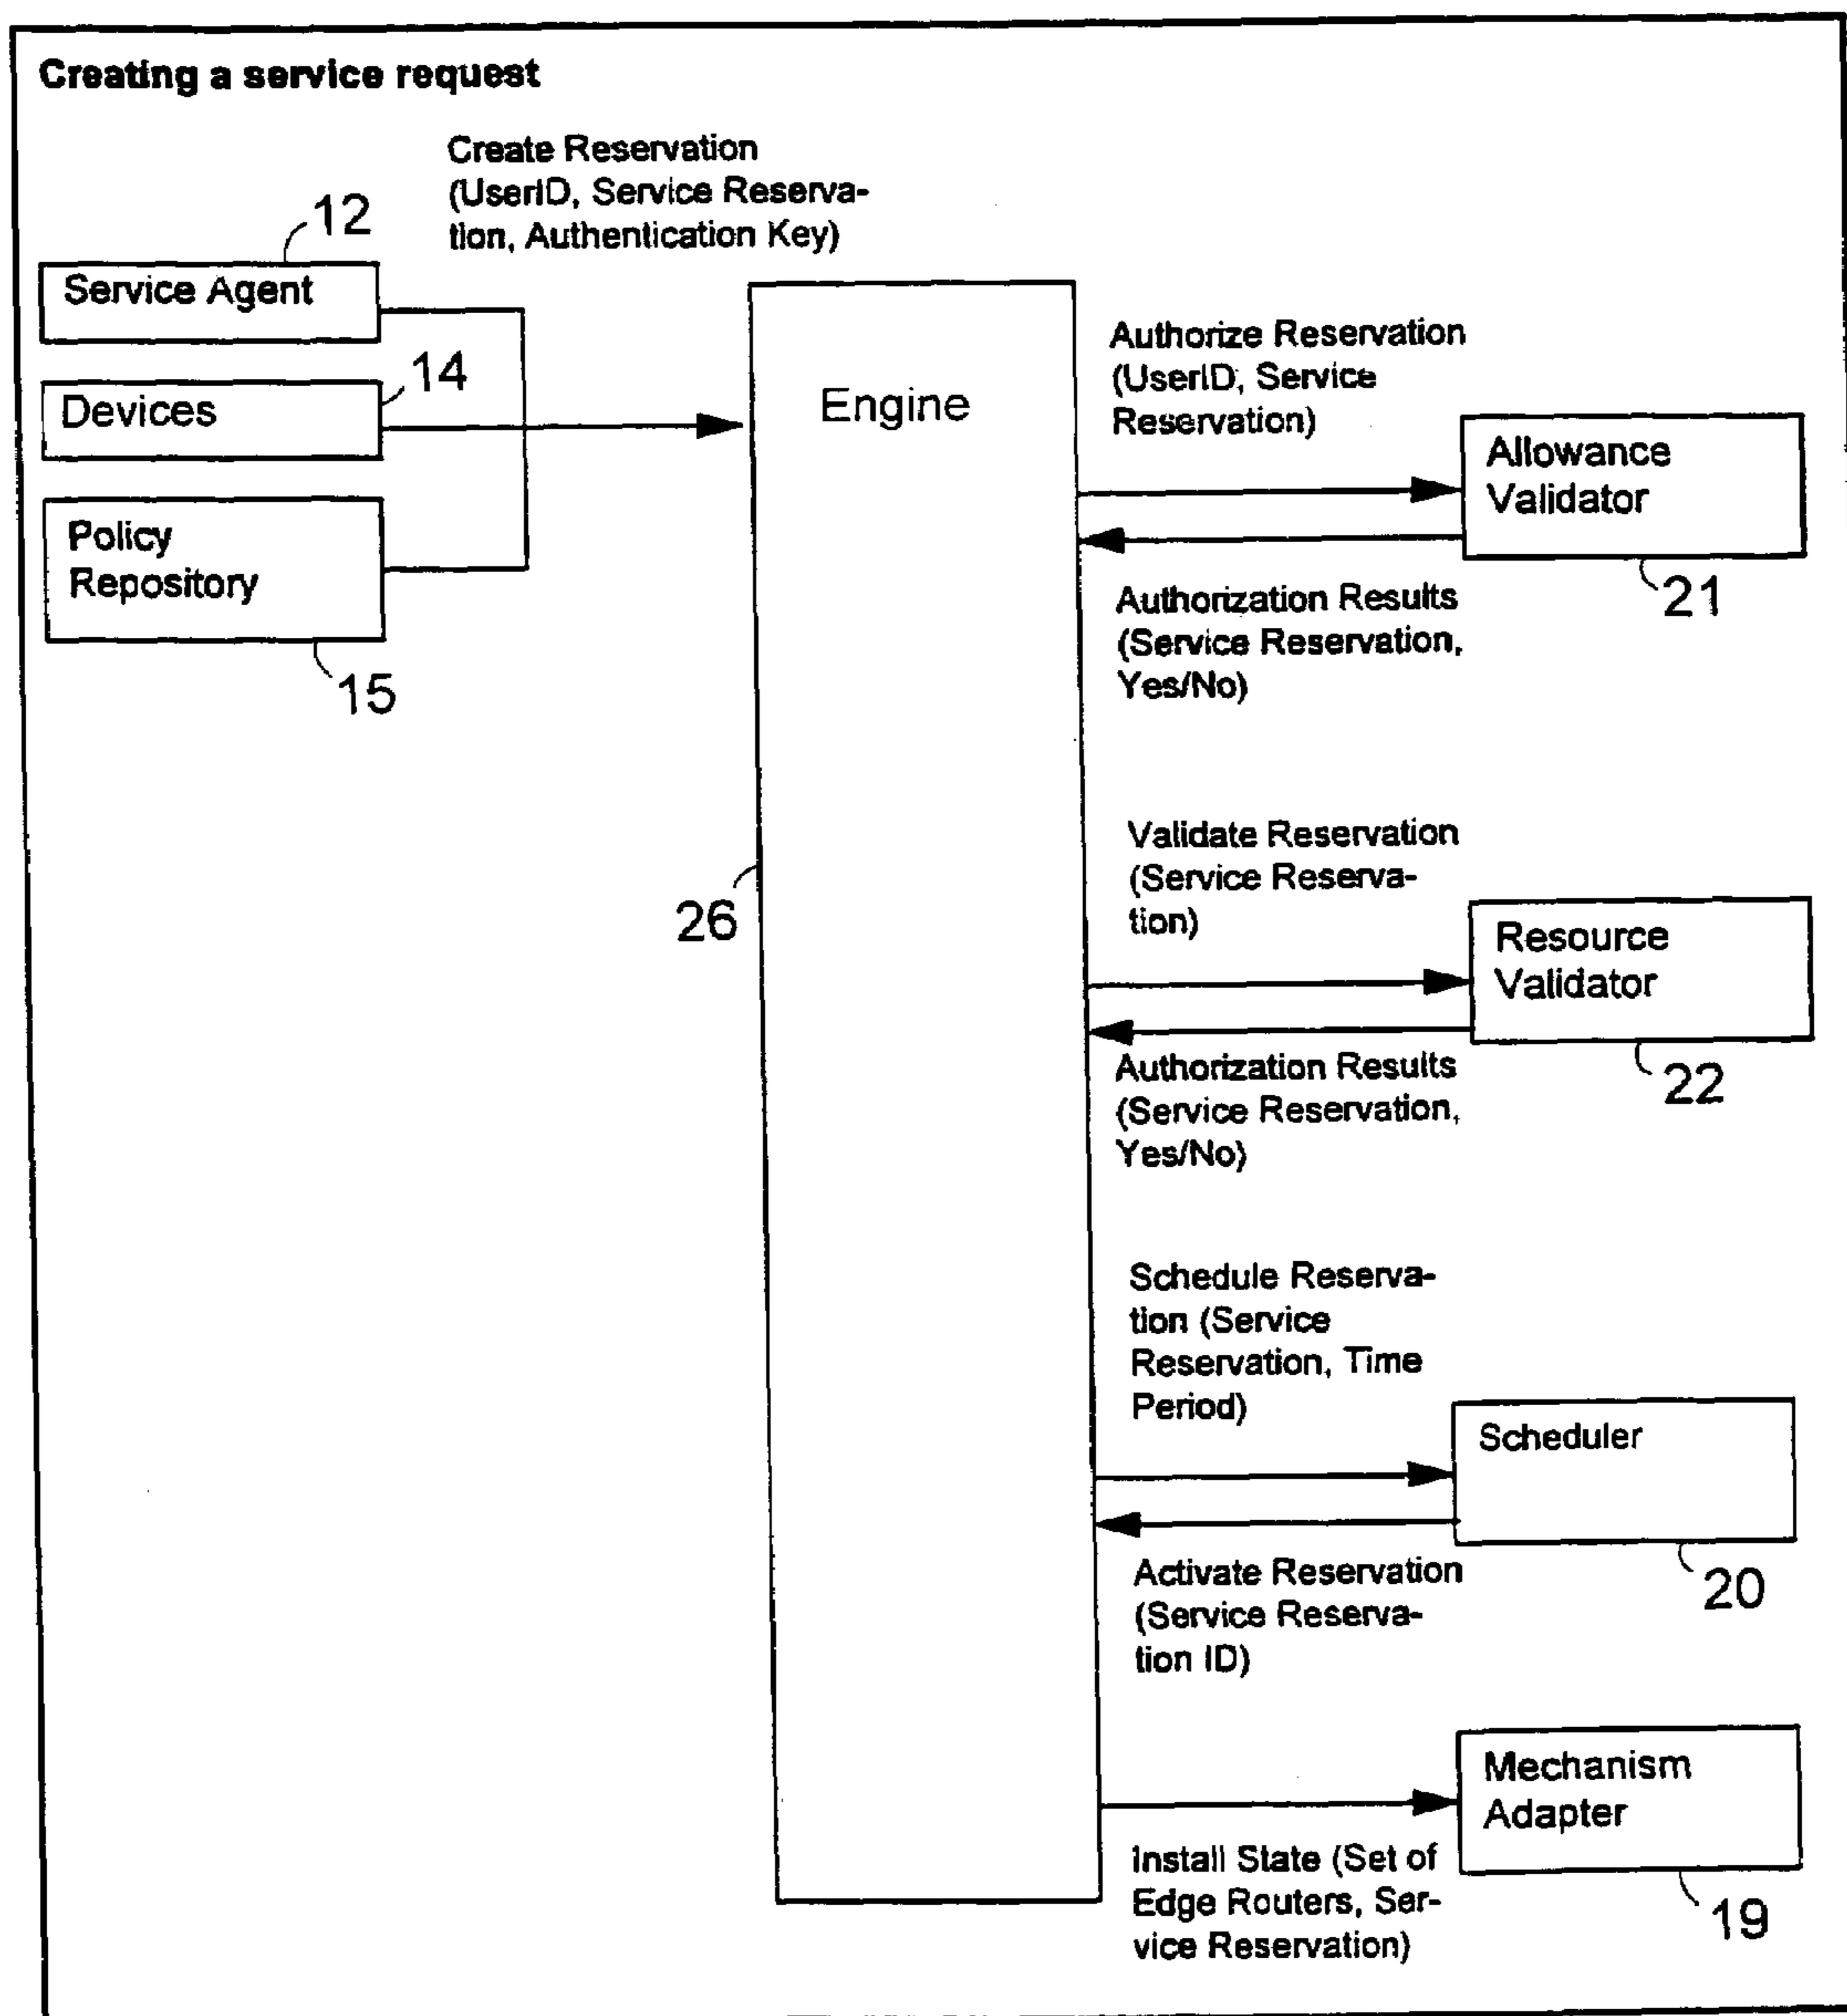 Creating a service request
Create Reservation
(UserID, Service Reserva-
tion, Authentication Key)
12
Service Agent
14
Devices
Policy
Repository
15
Engine
26
Authorize Reservation
(UserID, Service
Reservation)
Allowance
Validator
21
Authorization Results
(Service Reservation,
Yes/No)
Validate Reservation
(Service Reserva-
tion)
Resource
Validator
22
Authorization Results
(Service Reservation,
Yes/No)
Schedule Reserva-
tion (Service
Reservation, Time
Period)
Scheduler
20
Activate Reservation
(Service Reserva-
tion ID)
Mechanism
Adapter
19
Install State (Set of
Edge Routers, Ser-
vice Reservation)